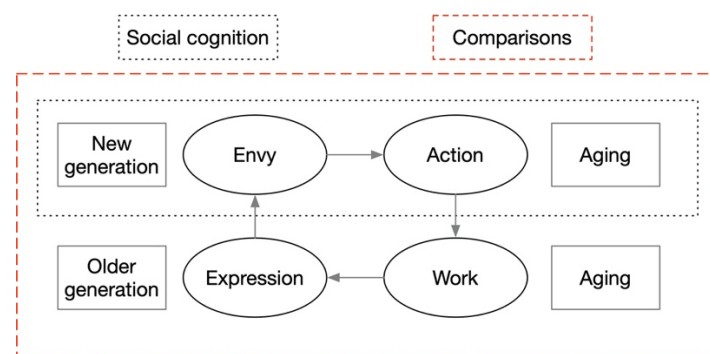 Social cognition
Comparisons
New
generation
Envy
Action
Aging
Older
generation
Expression
Work
Aging